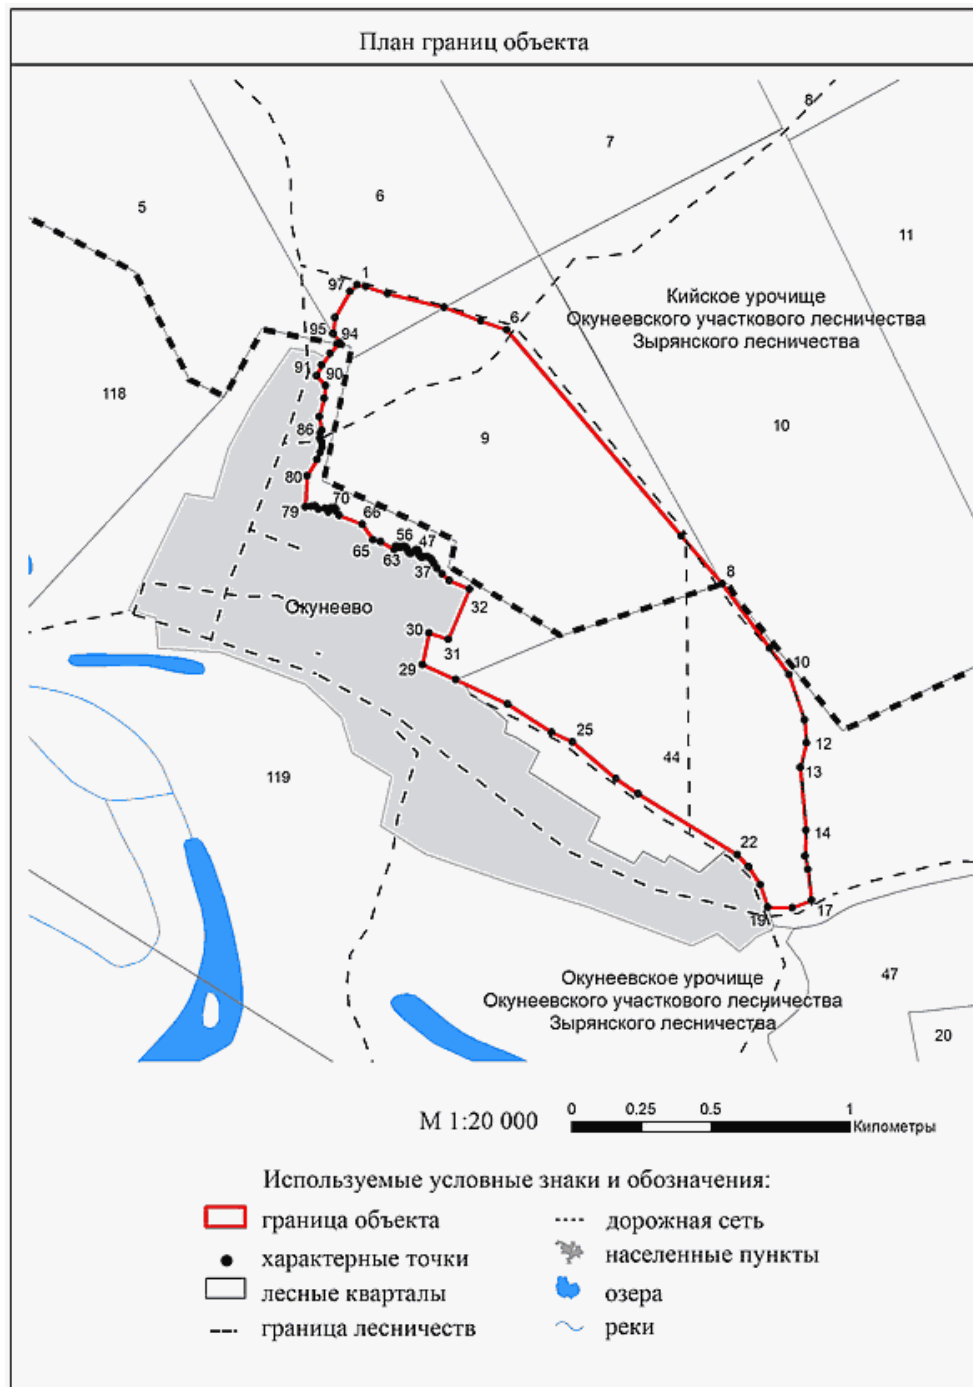 План границ объекта
8
7
6
5
11
1
97
Кийское урочище
Окунеевского участкового лесничества
Зырянского лесничества
6
95
94
91
90
118
10
9
86
80
79
70
66
65
63
56
47
37
8
32
Окунеево
30
31
29
10
25
12
44
13
119
14
22
19
17
Окунеевское урочище
Окунеевского участкового лесничества
Зырянского лесничества
47
20
М 1:20 000
0 0.25 0.5 1
Километры
Используемые условные знаки и обозначения:
граница объекта
дорожная сеть
характерные точки
населенные пункты
лесные кварталы
озера
граница лесничеств
реки